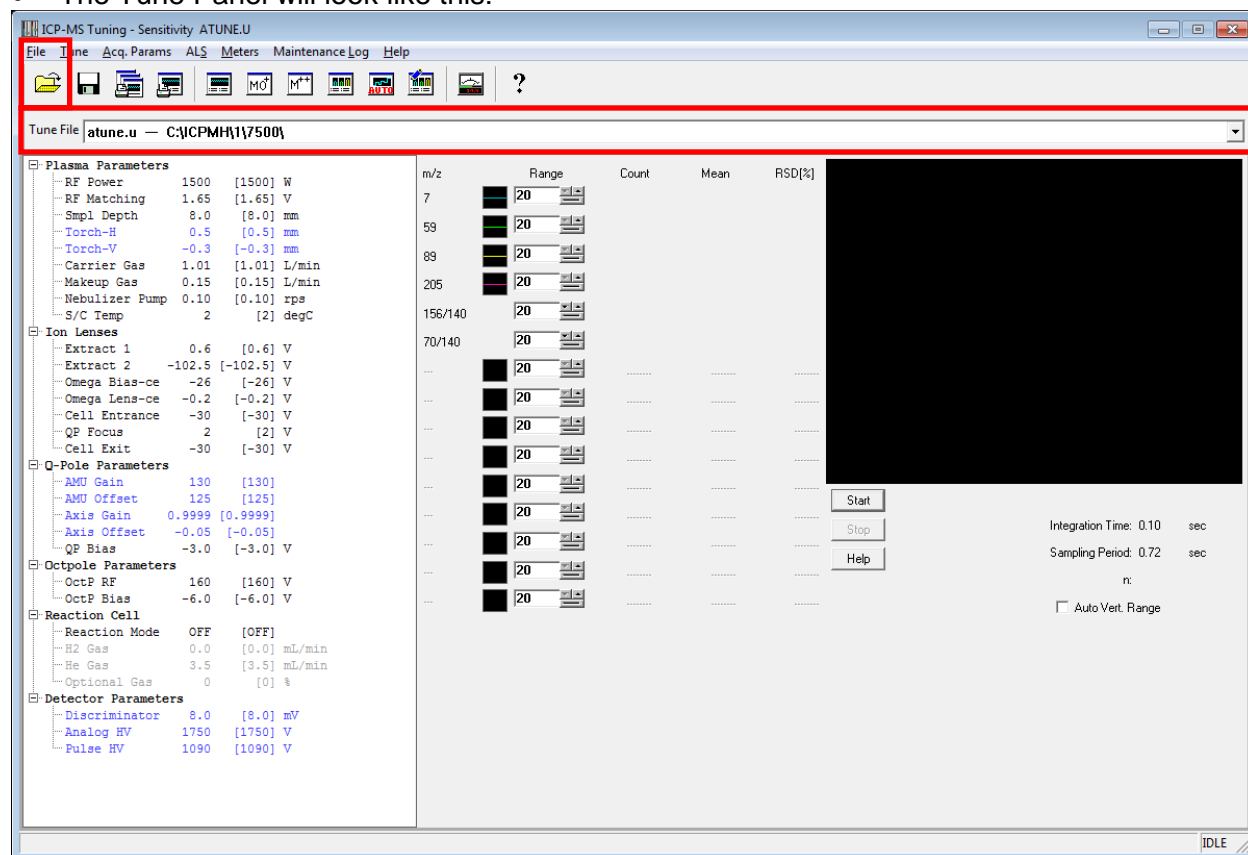 The Tune Panel will look like this:
ICP-MS Tuning - Sensitivity ATUNE.U
File Tune Acq. Params ALS Meters Maintenance Log Help
MO+ M++ AUTO ?
Tune File atune.u — C:\ICPMH\1\7500\
Plasma Parameters
RF Power 1500 [1500] W
RF Matching 1.65 [1.65] V
Smpl Depth 8.0 [8.0] mm
Torch-H 0.5 [0.5] mm
Torch-V -0.3 [-0.3] mm
Carrier Gas 1.01 [1.01] L/min
Makeup Gas 0.15 [0.15] L/min
Nebulizer Pump 0.10 [0.10] rps
S/C Temp 2 [2] degC
Ion Lenses
Extract 1 0.6 [0.6] V
Extract 2 -102.5 [-102.5] V
Omega Bias-ce -26 [-26] V
Omega Lens-ce -0.2 [-0.2] V
Cell Entrance -30 [-30] V
QP Focus 2 [2] V
Cell Exit -30 [-30] V
Q-Pole Parameters
AMU Gain 130 [130]
AMU Offset 125 [125]
Axis Gain 0.9999 [0.9999]
Axis Offset -0.05 [-0.05]
QP Bias -3.0 [-3.0] V
Octpole Parameters
OctP RF 160 [160] V
OctP Bias -6.0 [-6.0] V
Reaction Cell
Reaction Mode OFF [OFF]
H2 Gas 0.0 [0.0] mL/min
He Gas 3.5 [3.5] mL/min
Optional Gas 0 [0] %
Detector Parameters
Discriminator 8.0 [8.0] mV
Analog HV 1750 [1750] V
Pulse HV 1090 [1090] V
m/z Range Count Mean RSD[%]
7 20
59 20
89 20
205 20
156/140 20
70/140 20
--- 20 ........ ........ ........
--- 20 ........ ........ ........
--- 20 ........ ........ ........
--- 20 ........ ........ ........
--- 20 ........ ........ ........
--- 20 ........ ........ ........
--- 20 ........ ........ ........
--- 20 ........ ........ ........
--- 20 ........ ........ ........
Start
Stop
Help
Integration Time: 0.10 sec
Sampling Period: 0.72 sec
n:
Auto Vert. Range
IDLE